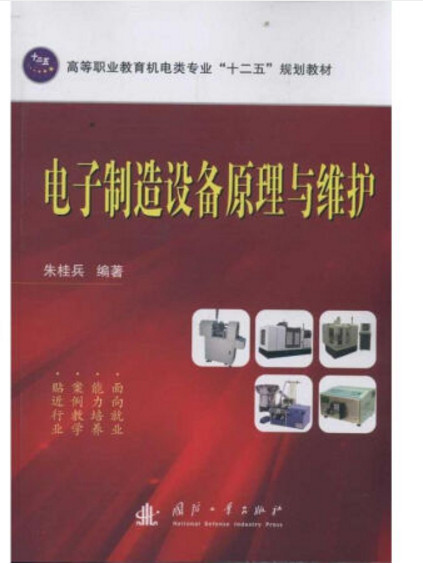 十二五
高等职业教育机电类专业“十二五”规划教材
电子制造设备原理与维护
朱桂兵 编著
·面向就业
·能力培养
·案例教学
·贴近行业
国防工业出版社
National Defense Industry Press